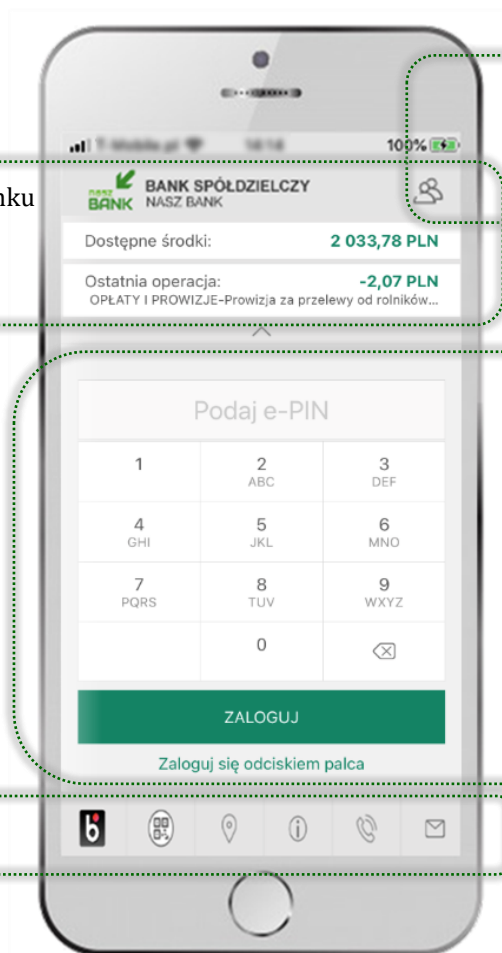 100%
nku
nasz
BANK
BANK SPÓŁDZIELCZY
NASZ BANK
Dostępne środki: 2 033,78 PLN
Ostatnia operacja: -2,07 PLN
OPŁATY I PROWIZJE-Prowizja za przelewy od rolników...
Podaj e-PIN
1 2 3
ABC DEF
4 5 6
GHI JKL MNO
7 8 9
PQRS TUV WXYZ
0
ZALOGUJ
Zaloguj się odciskiem palca